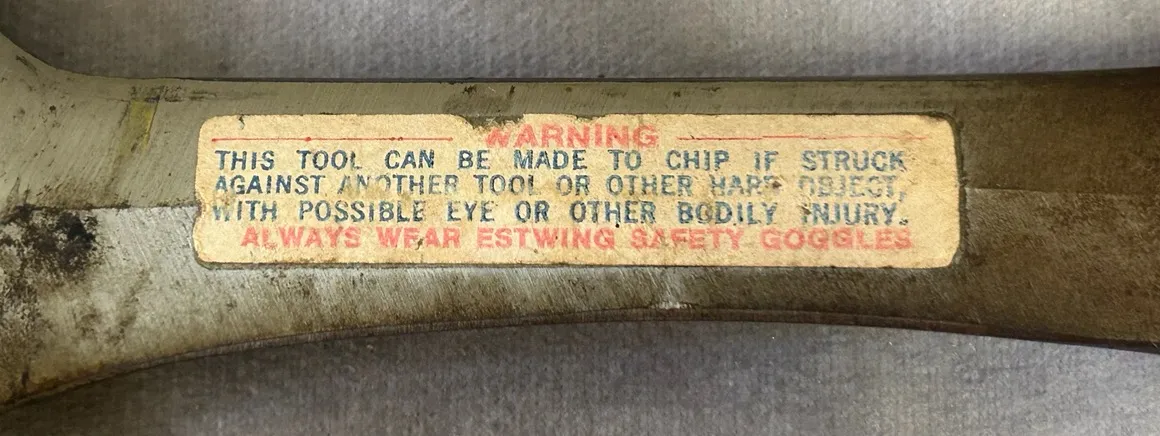 WARNING
THIS TOOL CAN BE MADE TO CHIP IF STRUCK
AGAINST ANOTHER TOOL OR OTHER HARD OBJECT,
WITH POSSIBLE EYE OR OTHER BODILY INJURY.
ALWAYS WEAR ESTWING SAFETY GOGGLES